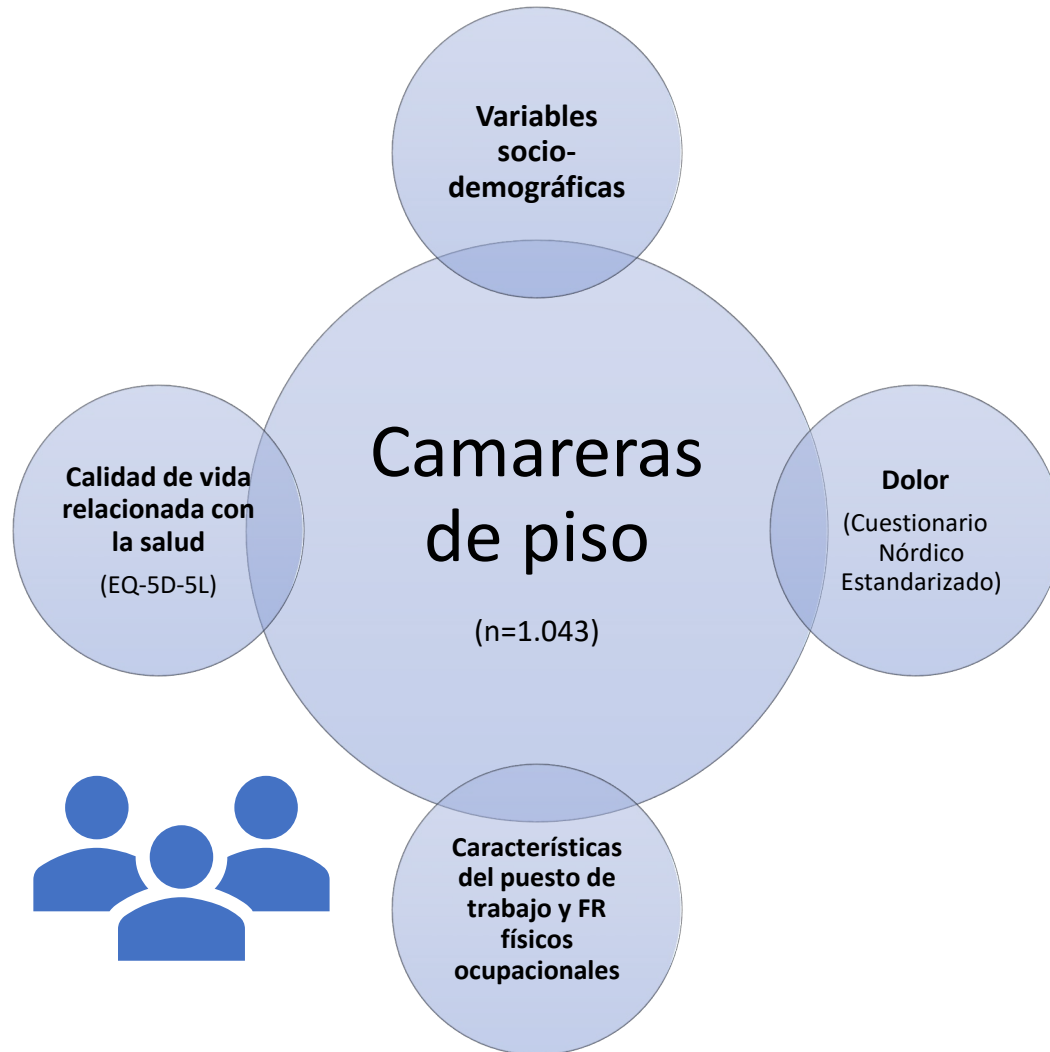 Variables
socio-
demográficas
Calidad de vida
relacionada con
la salud
(EQ-5D-5L)
Camareras
de piso
(n=1.043)
Dolor
(Cuestionario
Nórdico
Estandarizado)
Características
del puesto de
trabajo y FR
físicos
ocupacionales